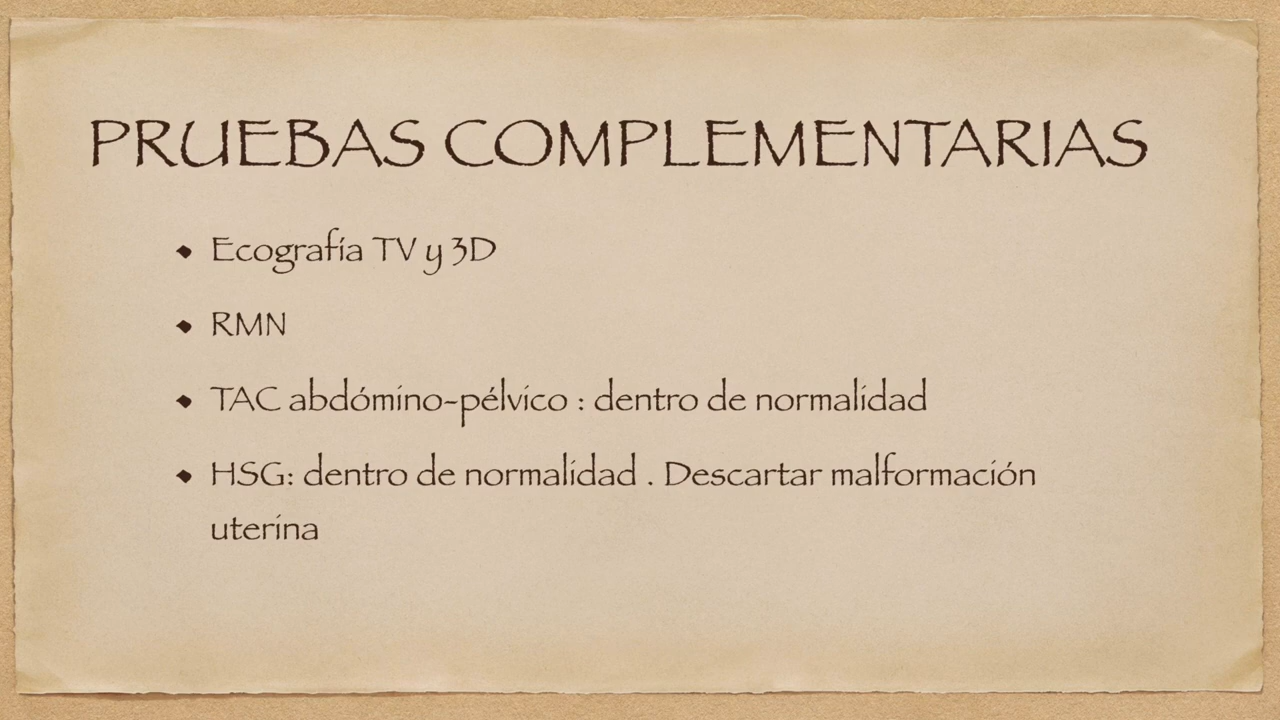 PRUEBAS COMPLEMENTARIAS
Ecografía TV y 3D
RMN
TAC abdómino-pélvico : dentro de normalidad
HSG: dentro de normalidad . Descartar malformación
uterina